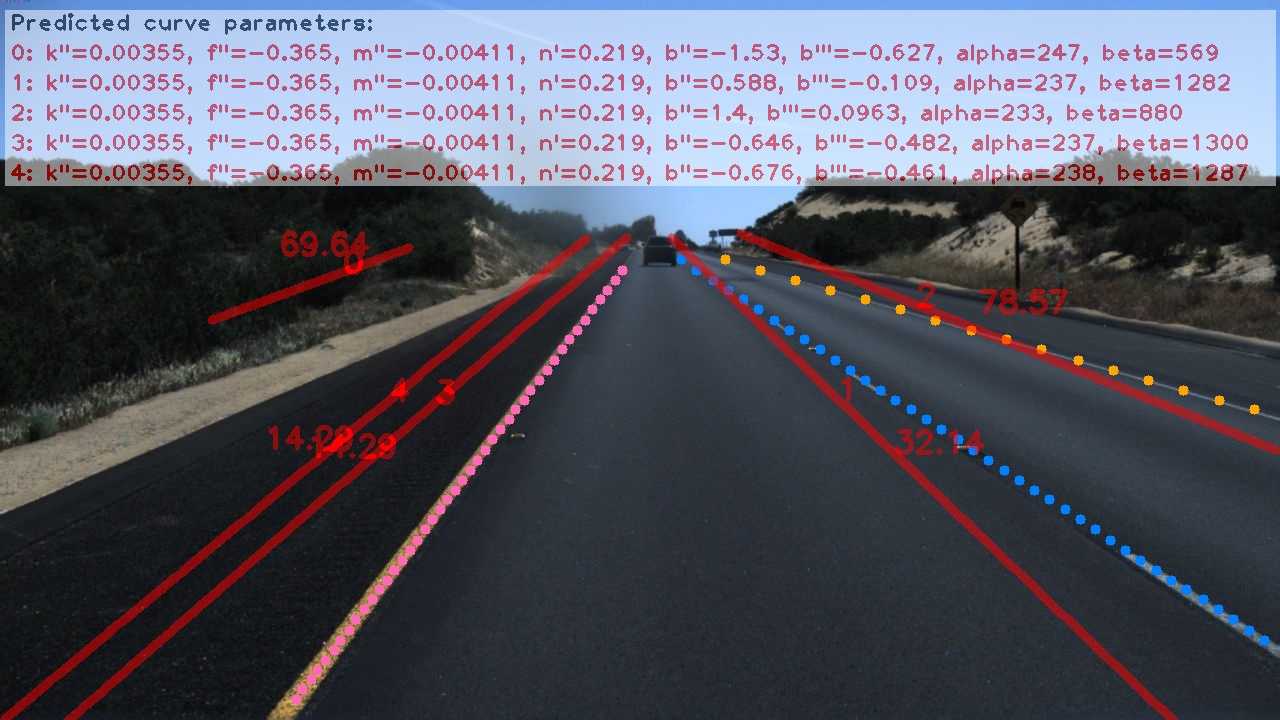 Predicted curve parameters:
0: k''=0.00355, f''=-0.365, m''=-0.00411, n'=0.219, b''=-1.53, b'''=-0.627, alpha=247, beta=569
1: k''=0.00355, f''=-0.365, m''=-0.00411, n'=0.219, b''=0.588, b'''=-0.109, alpha=237, beta=1282
2: k''=0.00355, f''=-0.365, m''=-0.00411, n'=0.219, b''=1.4, b'''=0.0963, alpha=233, beta=880
3: k''=0.00355, f''=-0.365, m''=-0.00411, n'=0.219, b''=-0.646, b'''=-0.482, alpha=237, beta=1300
4: k''=0.00355, f''=-0.365, m''=-0.00411, n'=0.219, b''=-0.676, b'''=-0.461, alpha=238, beta=1287
69.64
0
2 78.57
4 3 1
14.29 14.29 32.14